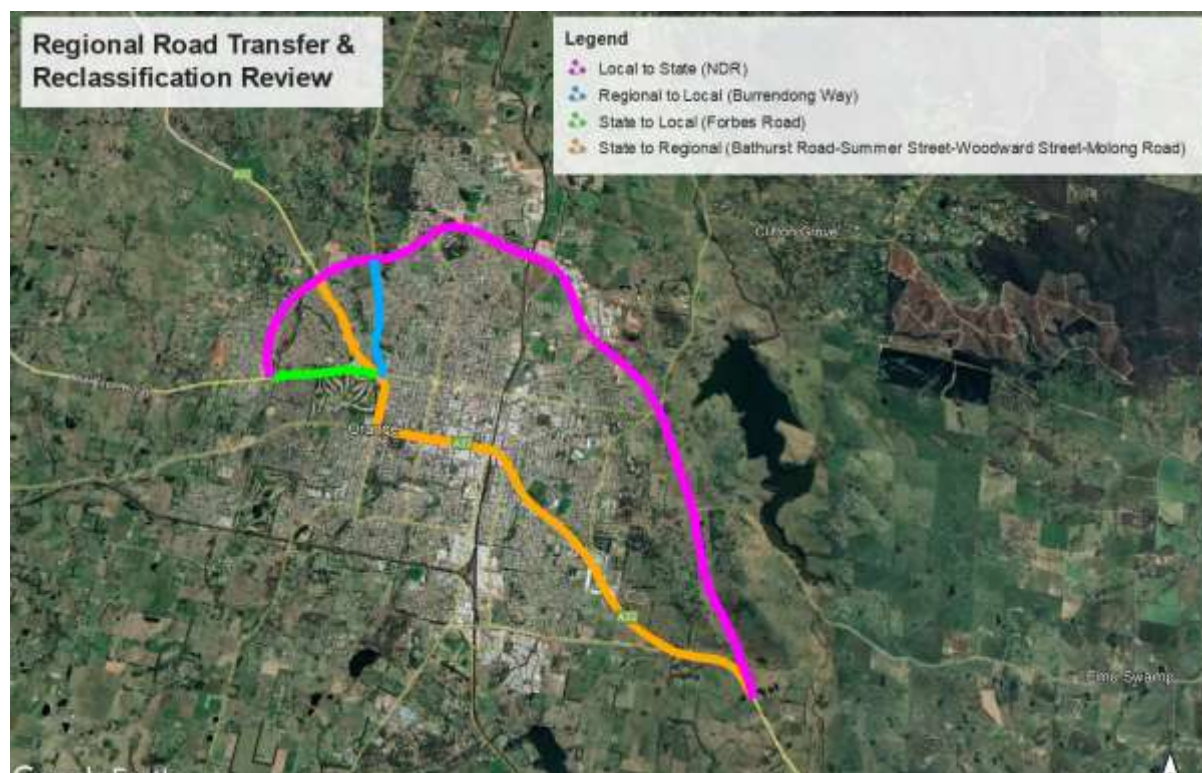 Regional Road Transfer &
Reclassification Review
Legend
Local to State (NDR)
Regional to Local (Burrendong Way)
State to Local (Forbes Road)
State to Regional (Bathurst Road-Summer Street-Woodward Street-Molong Road)
Clifton Grove
Orange
A32
Emu Swamp